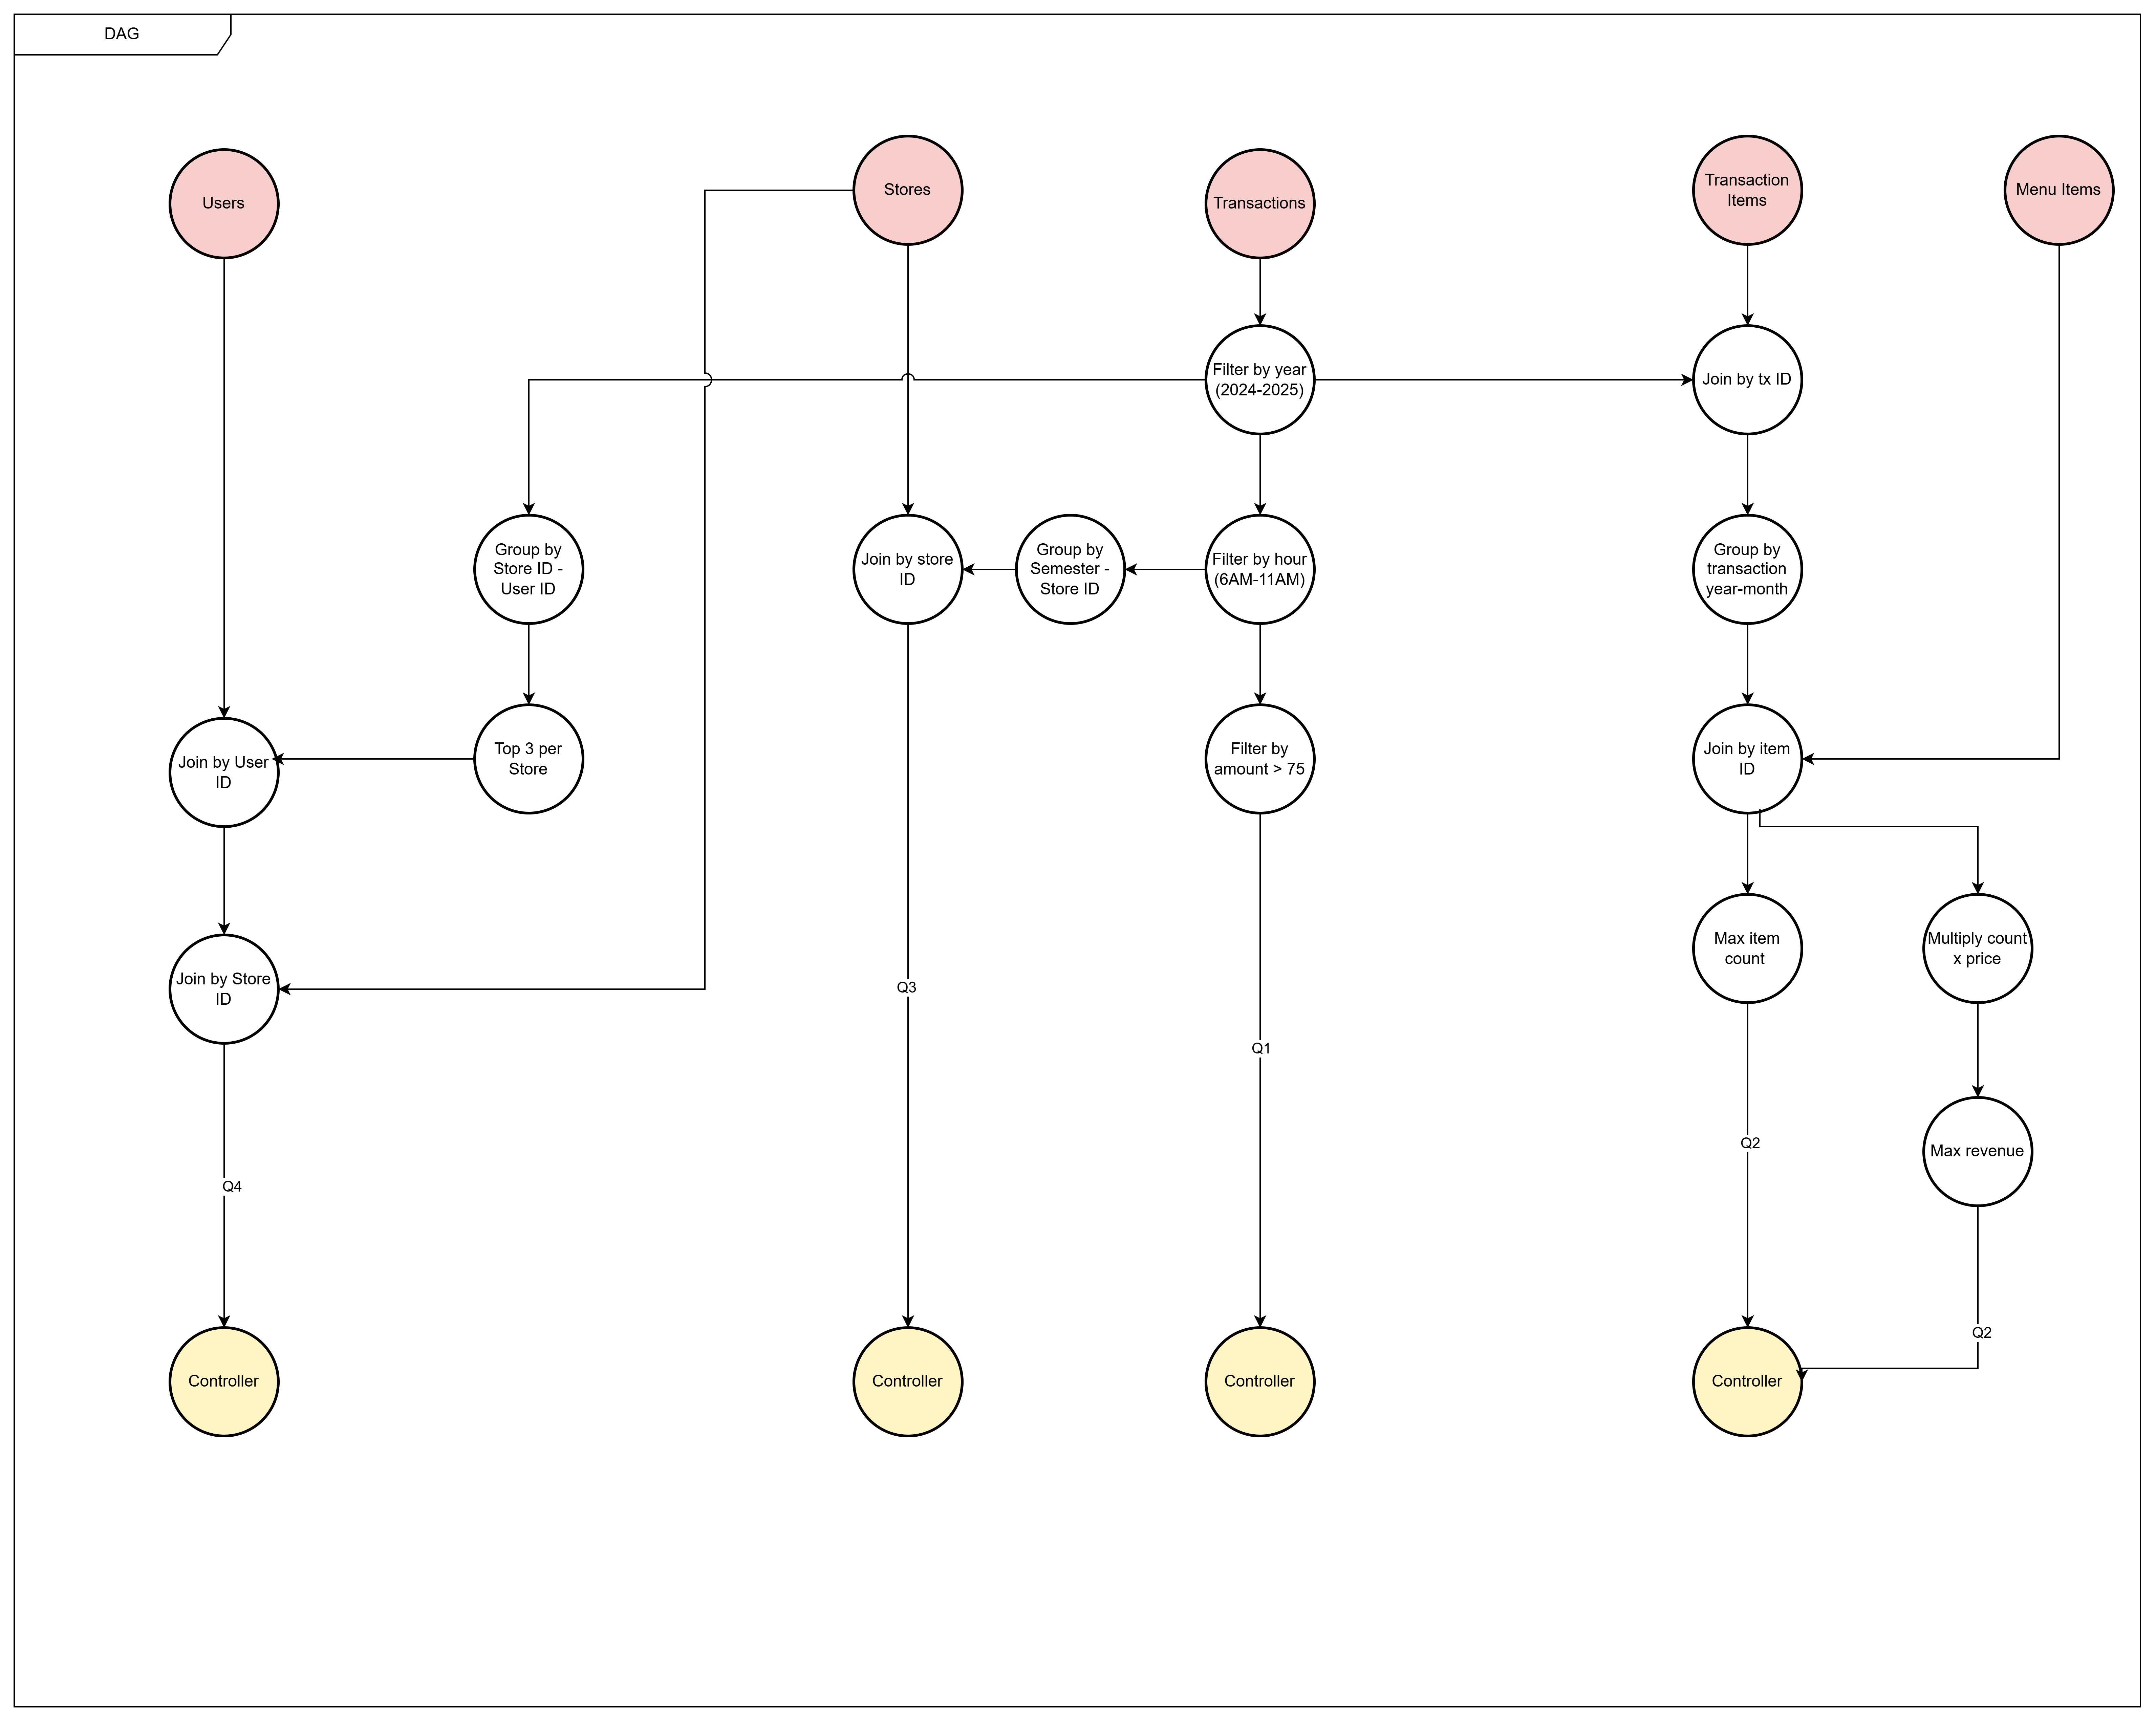 DAG
Users
Stores
Transactions
Transaction
Items
Menu Items
Filter by year
(2024-2025)
Join by tx ID
Group by
Store ID -
User ID
Join by store
ID
Group by
Semester -
Store ID
Filter by hour
(6AM-11AM)
Group by
transaction
year-month
Join by User
ID
Top 3 per
Store
Filter by
amount > 75
Join by item
ID
Join by Store
ID
Max item
count
Multiply count
x price
Q3
Q1
Q2
Max revenue
Q4
Q2
Controller
Controller
Controller
Controller